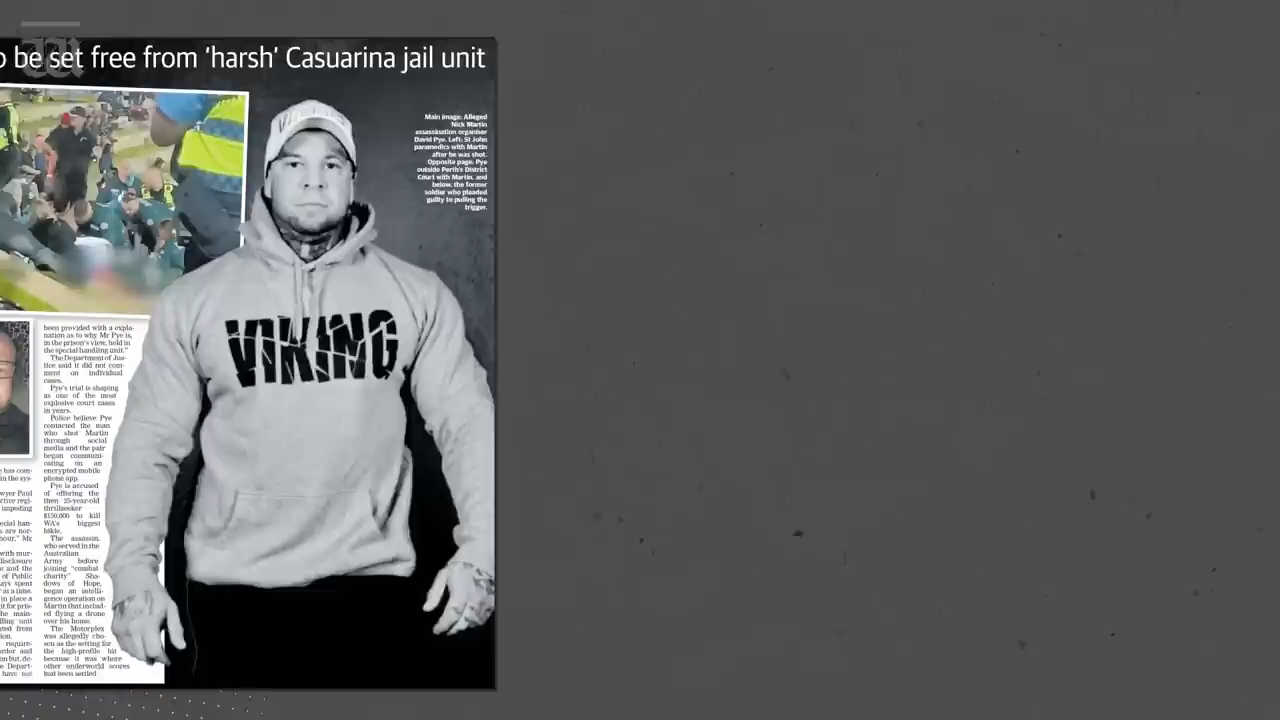 o be set free from ‘harsh’ Casuarina jail unit
Main image: Alleged
Nick Martin
assassination organiser
David Pye. Left: St John
paramedics with Martin
after he was shot.
Opposite page: Pye
outside Perth's District
Court with Martin, and
below, the former
soldier who pleaded
guilty to pulling the
trigger.
VIKING
been provided with a expla-
nation as to why Mr Pye is,
in the prison's view, held in
the special handling unit."
The Department of Jus-
tice said it did not com-
ment on individual
cases.
Pye's trial is shaping
as one of the most
explosive court cases
in years.
Police believe Pye
contacted the man
who shot Martin
through social
media and the pair
began communi-
cating on an
encrypted mobile
phone app.
Pye is accused
of offering the
then 25-year-old
thrillseeker
$150,000 to kill
WA's biggest
bikie.
The assassin,
who served in the
Australian
Army before
joining "combat
charity" Sha-
dows of Hope,
began an intelli-
gence operation on
Martin that includ-
ed flying a drone
over his home.
The Motorplex
was allegedly cho-
sen as the setting for
the high-profile hit
because it was where
other underworld scores
had been settled